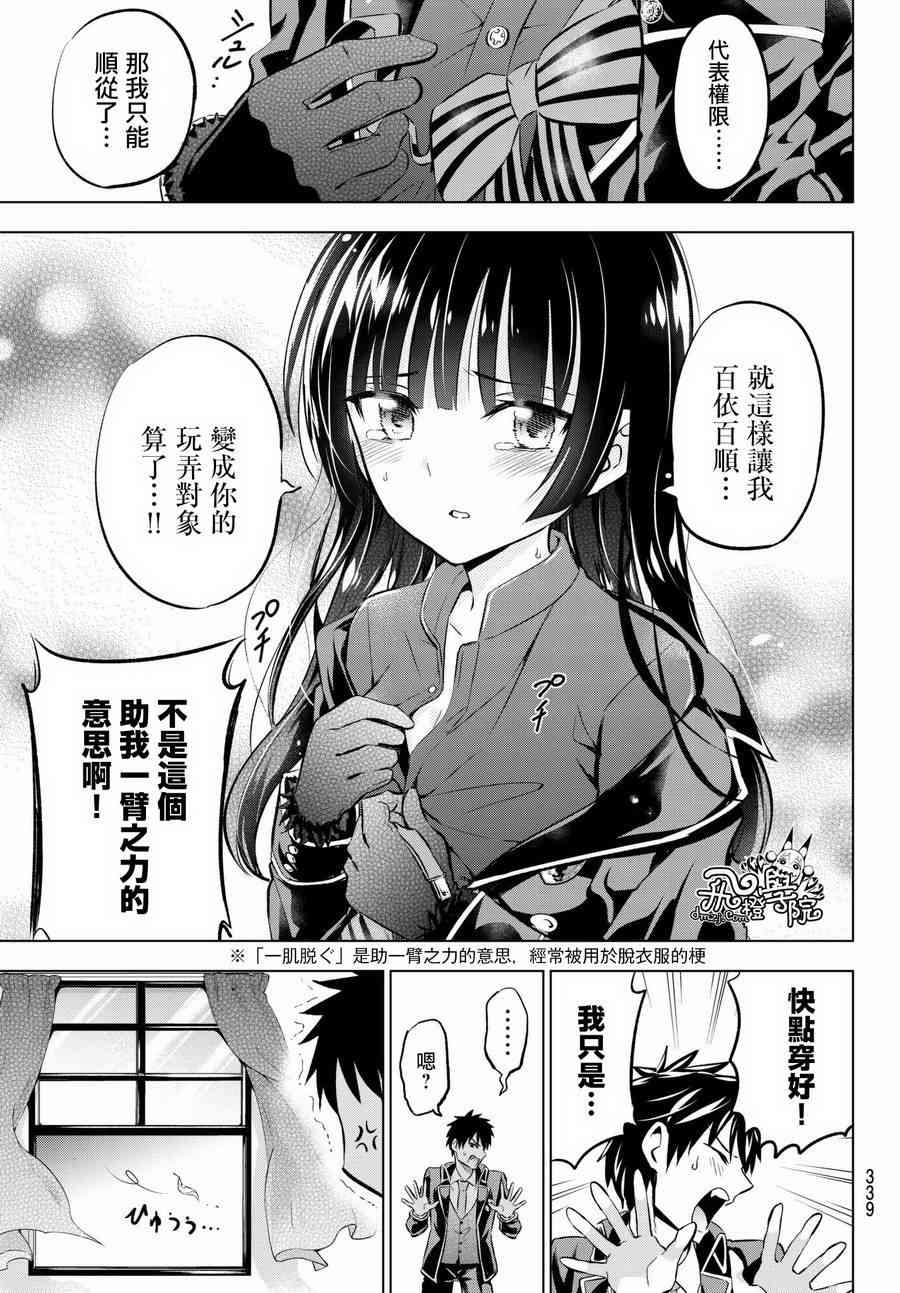 代表權限……
シュル…
那我只能
順從了…
就這樣讓我
百依百順…
變成你的
玩弄對象
算了…!!
プチ
プチ
不是這個
助我一臂之力的
意思啊！
※「一肌脱ぐ」是助一臂之力的意思，經常被用於脫衣服的梗
快點穿好！
我只是…
……
嗯？
ひゅうぅ…
dmzj.com
339